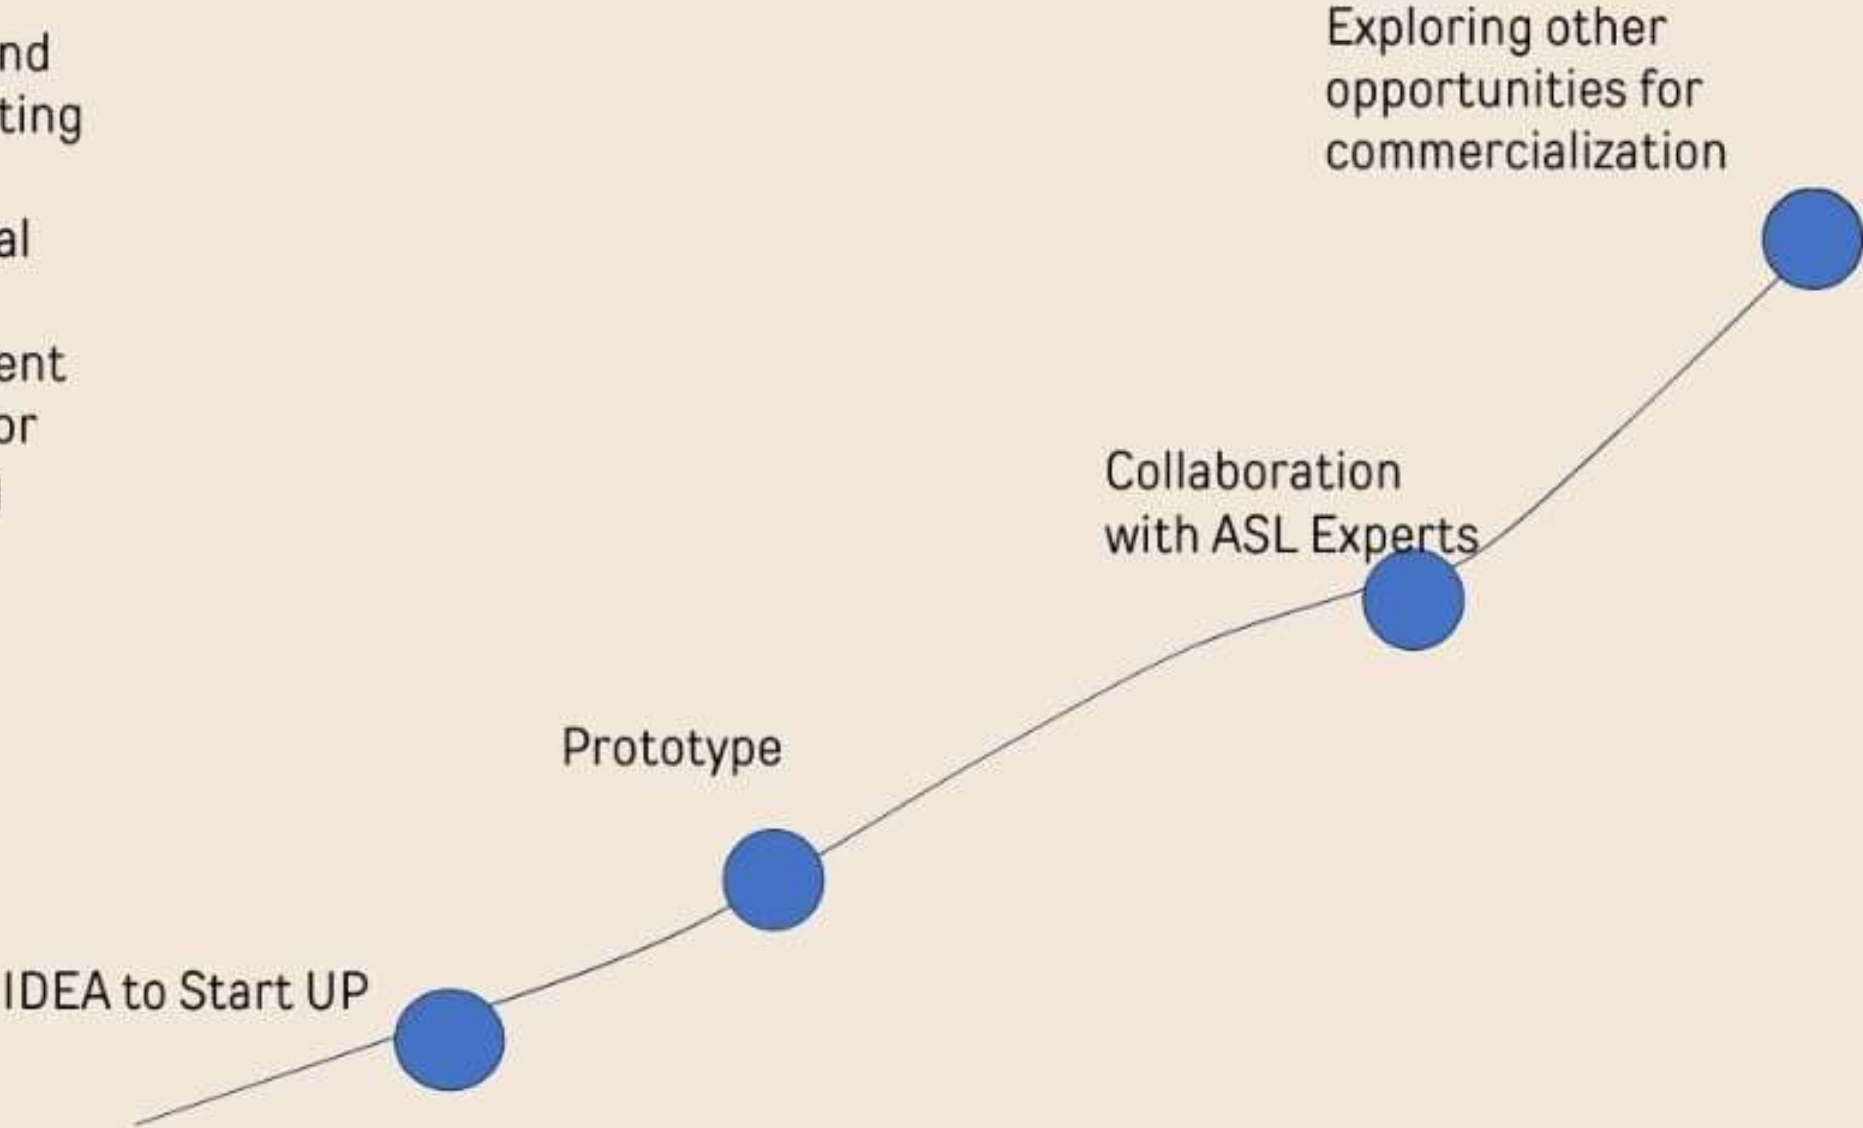 Exploring other
opportunities for
commercialization
Collaboration
with ASL Experts
Prototype
IDEA to Start UP